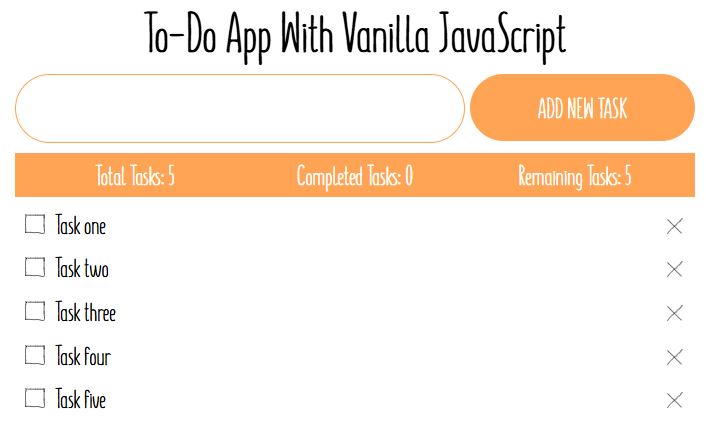 To-Do App With Vanilla JavaScript
ADD NEW TASK
Total Tasks: 5 Completed Tasks: 0 Remaining Tasks: 5
Task one
Task two
Task three
Task four
Task five